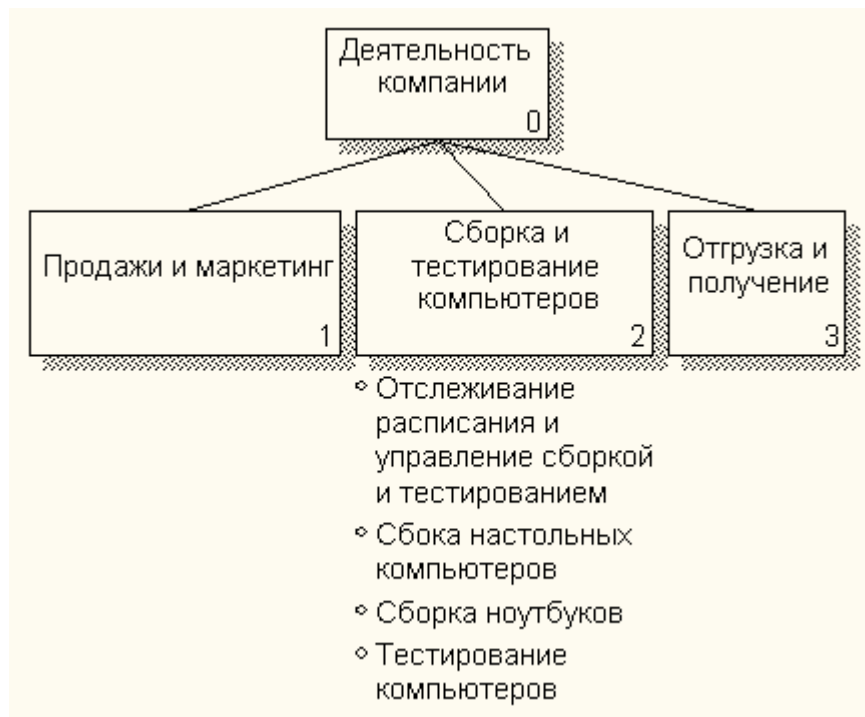 Деятельность
компании
0
Продажи и маркетинг
1
Сборка и
тестирование
компьютеров
2
Отгрузка и
получение
3
Отслеживание
расписания и
управление сборкой
и тестированием
Сбока настольных
компьютеров
Сборка ноутбуков
Тестирование
компьютеров